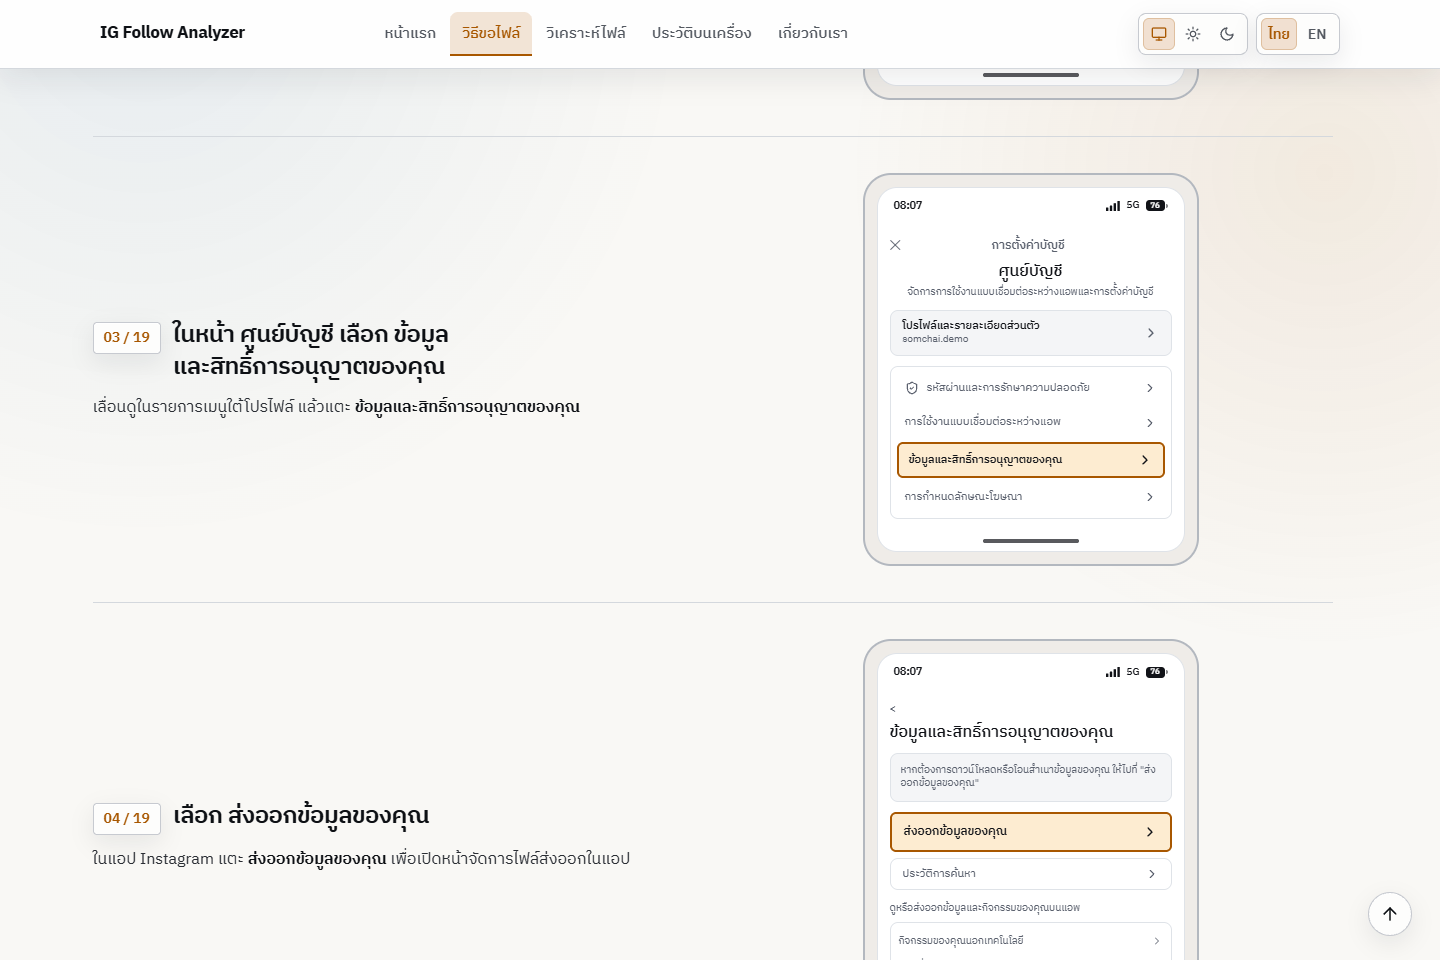 IG Follow Analyzer
หน้าแรก
วิธีขอไฟล์
วิเคราะห์ไฟล์
ประวัติบนเครื่อง
เกี่ยวกับเรา
ไทย
EN
03 / 19
ในหน้า ศูนย์บัญชี เลือก ข้อมูล
และสิทธิ์การอนุญาตของคุณ
เลื่อนดูในรายการเมนูใต้โปรไฟล์ แล้วแตะ ข้อมูลและสิทธิ์การอนุญาตของคุณ
08:07
5G
76
การตั้งค่าบัญชี
ศูนย์บัญชี
จัดการการใช้งานแบบเชื่อมต่อระหว่างแอพและการตั้งค่าบัญชี
โปรไฟล์และรายละเอียดส่วนตัว
somchai.demo
รหัสผ่านและการรักษาความปลอดภัย
การใช้งานแบบเชื่อมต่อระหว่างแอพ
ข้อมูลและสิทธิ์การอนุญาตของคุณ
การกำหนดลักษณะโฆษณา
04 / 19
เลือก ส่งออกข้อมูลของคุณ
ในแอป Instagram แตะ ส่งออกข้อมูลของคุณ เพื่อเปิดหน้าจัดการไฟล์ส่งออกในแอป
08:07
5G
76
<
ข้อมูลและสิทธิ์การอนุญาตของคุณ
หากต้องการดาวน์โหลดหรือโอนสำเนาข้อมูลของคุณ ให้ไปที่ "ส่ง
ออกข้อมูลของคุณ"
ส่งออกข้อมูลของคุณ
ประวัติการค้นหา
ดูหรือส่งออกข้อมูลและกิจกรรมของคุณบนแอพ
กิจกรรมของคุณนอกเทคโนโลยี